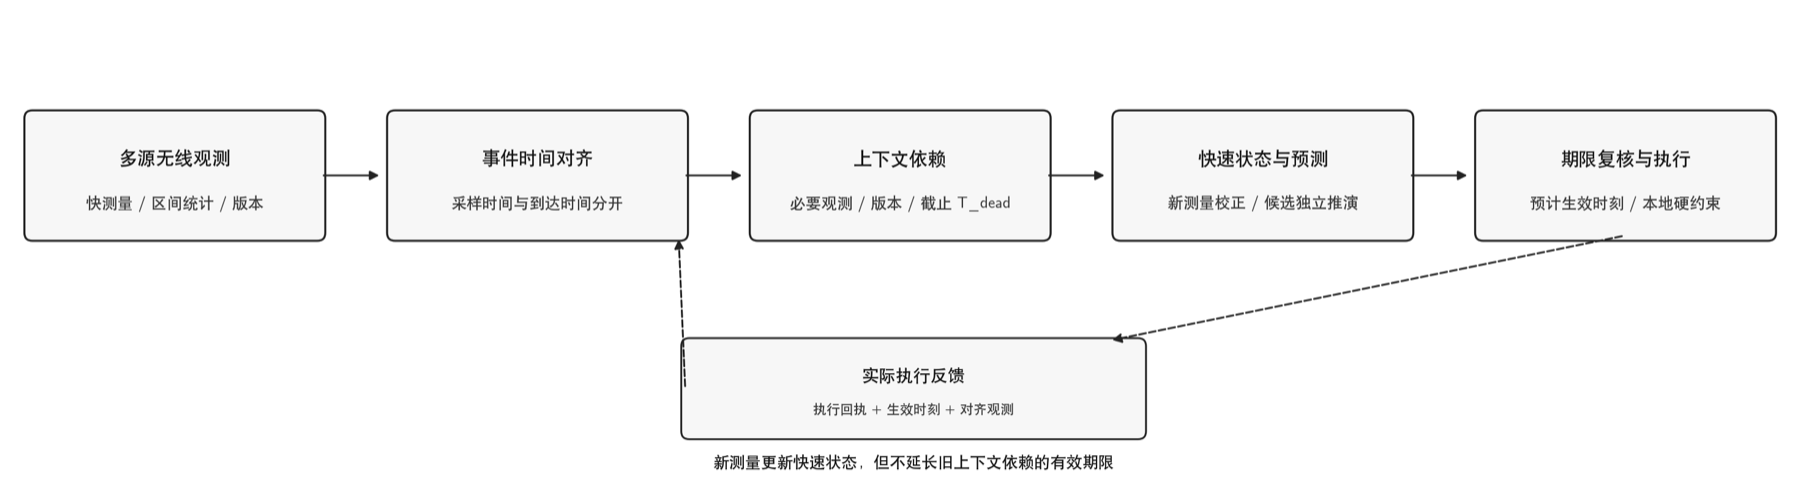 多源无线观测
快测量 / 区间统计 / 版本
事件时间对齐
采样时间与到达时间分开
上下文依赖
必要观测 / 版本 / 截止 T_dead
快速状态与预测
新测量校正 / 候选独立推演
期限复核与执行
预计生效时刻 / 本地硬约束
实际执行反馈
执行回执 + 生效时刻 + 对齐观测
新测量更新快速状态，但不延长旧上下文依赖的有效期限